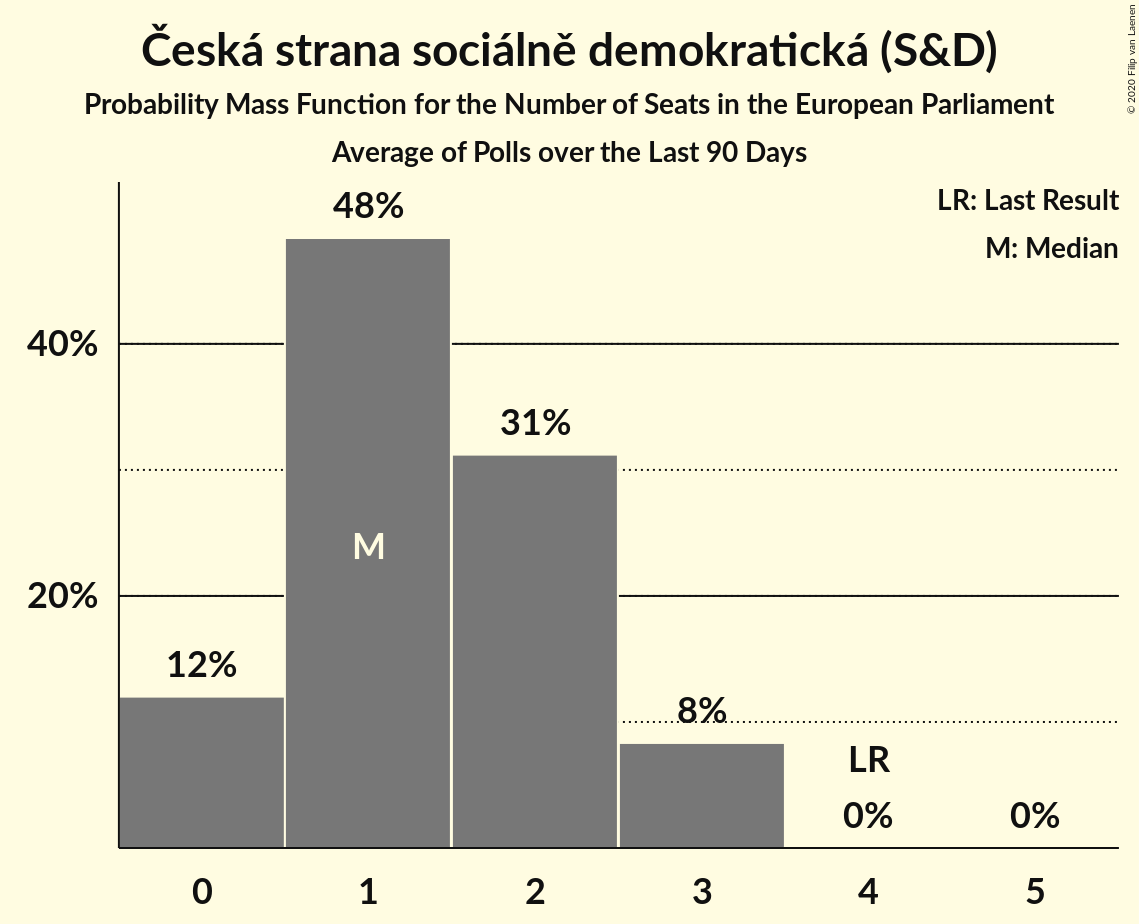 Česká strana sociálně demokratická (S&D)
Probability Mass Function for the Number of Seats in the European Parliament
Average of Polls over the Last 90 Days
© 2020 Filip van Laenen
LR: Last Result
M: Median
48%
40%
31%
M
20%
12%
8%
LR
0%
0%
0
1
2
3
4
5